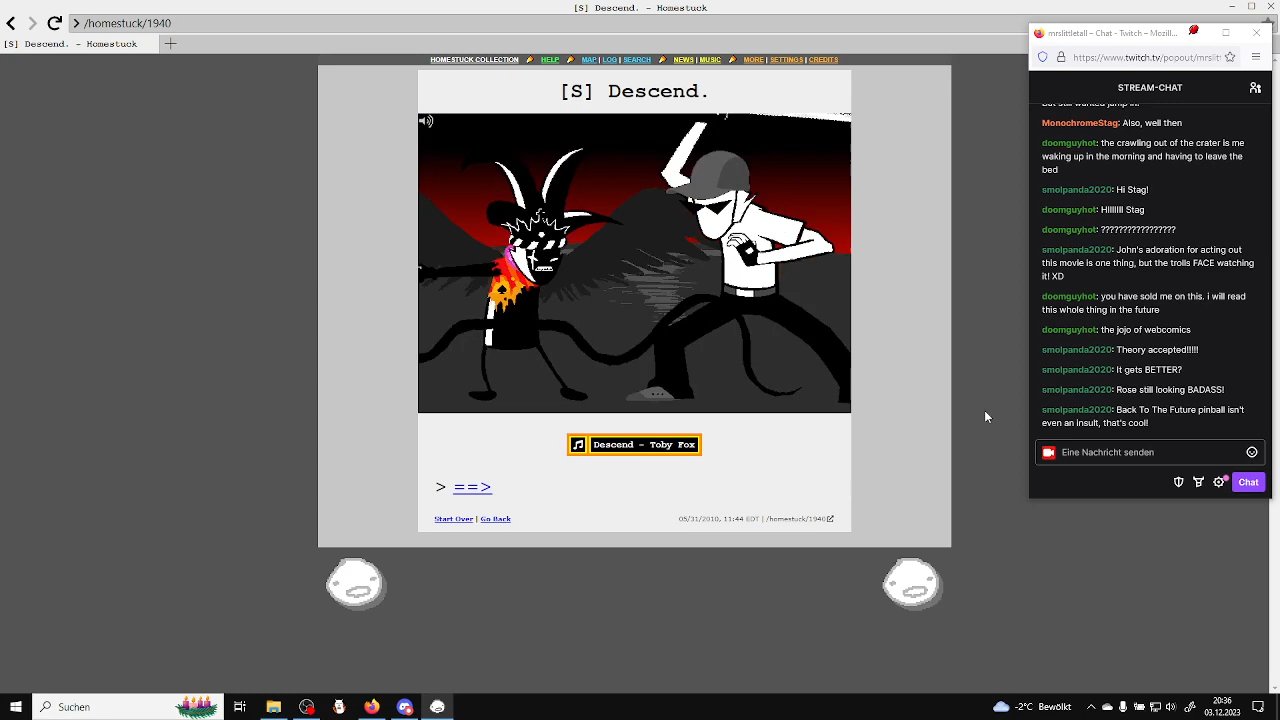 [S] Descend. - Homestuck
/homestuck/1940
[S] Descend. - Homestuck
HOMESTUCK COLLECTION HELP MAP | LOG | SEARCH NEWS | MUSIC MORE | SETTINGS | CREDITS
[S] Descend.
Descend - Toby Fox
> ==>
Start Over | Go Back
05/31/2010, 11:44 EDT | /homestuck/1940
mrslittletall – Chat - Twitch – Mozill...
https://www.twitch.tv/popout/mrslitt
STREAM-CHAT
But still wanted jump in!
MonochromeStag: Also, well then
doomguyhot: the crawling out of the crater is me
waking up in the morning and having to leave the
bed
smolpanda2020: Hi Stag!
doomguyhot: HIIIIIII Stag
doomguyhot: ???????????????
smolpanda2020: John's adoration for acting out
this movie is one thing, but the trolls FACE watching
it! XD
doomguyhot: you have sold me on this. i will read
this whole thing in the future
doomguyhot: the jojo of webcomics
smolpanda2020: Theory accepted!!!!!
smolpanda2020: It gets BETTER?
smolpanda2020: Rose still looking BADASS!
smolpanda2020: Back To The Future pinball isn't
even an insult, that's cool!
Eine Nachricht senden
Chat
Suchen
-2°C Bewölkt
20:36
03.12.2023